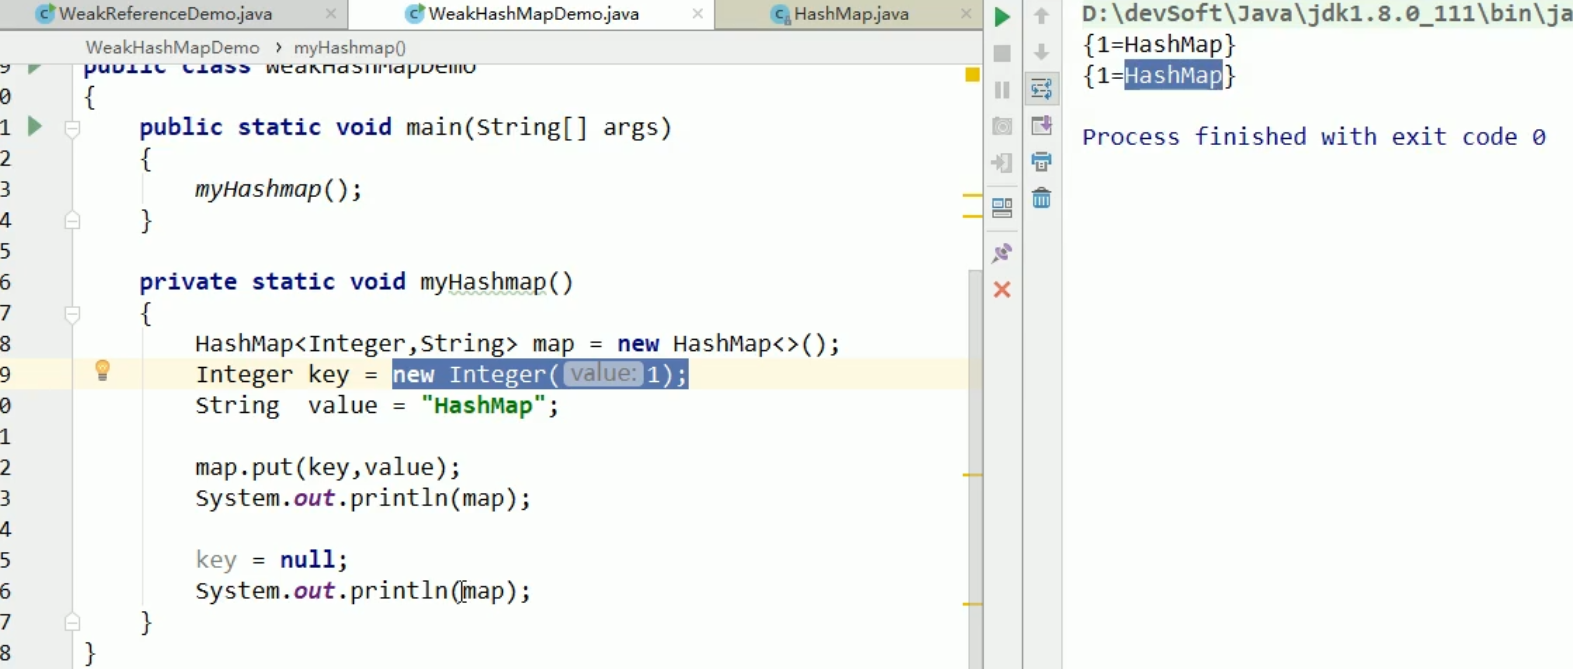 WeakReferenceDemo.java
WeakHashMapDemo.java
HashMap.java
WeakHashMapDemo › myHashmap()
9 public class WeakHashMapDemo
0 {
1 public static void main(String[] args)
2 {
3 myHashmap();
4 }
5
6 private static void myHashmap()
7 {
8 HashMap<Integer,String> map = new HashMap<>();
9 Integer key = new Integer( value: 1);
0 String value = "HashMap";
1
2 map.put(key,value);
3 System.out.println(map);
4
5 key = null;
6 System.out.println(map);
7 }
8 }
D:\devSoft\Java\jdk1.8.0_111\bin\ja
{1=HashMap}
{1=HashMap}
Process finished with exit code 0